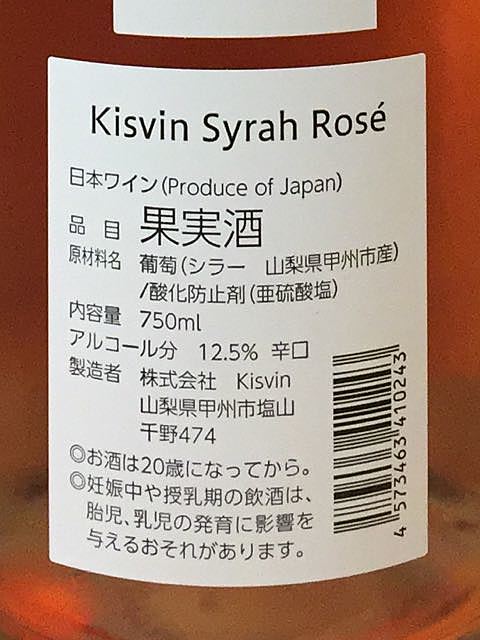 Kisvin Syrah Rosé
日本ワイン(Produce of Japan)
品 目 果実酒
原材料名 葡萄(シラー 山梨県甲州市産)
/酸化防止剤(亜硫酸塩)
内容量 750ml
アルコール分 12.5% 辛口
製造者 株式会社 Kisvin
山梨県甲州市塩山
千野474
◎お酒は20歳になってから。
◎妊娠中や授乳期の飲酒は、
胎児、乳児の発育に影響を
与えるおそれがあります。
4 573463 410243